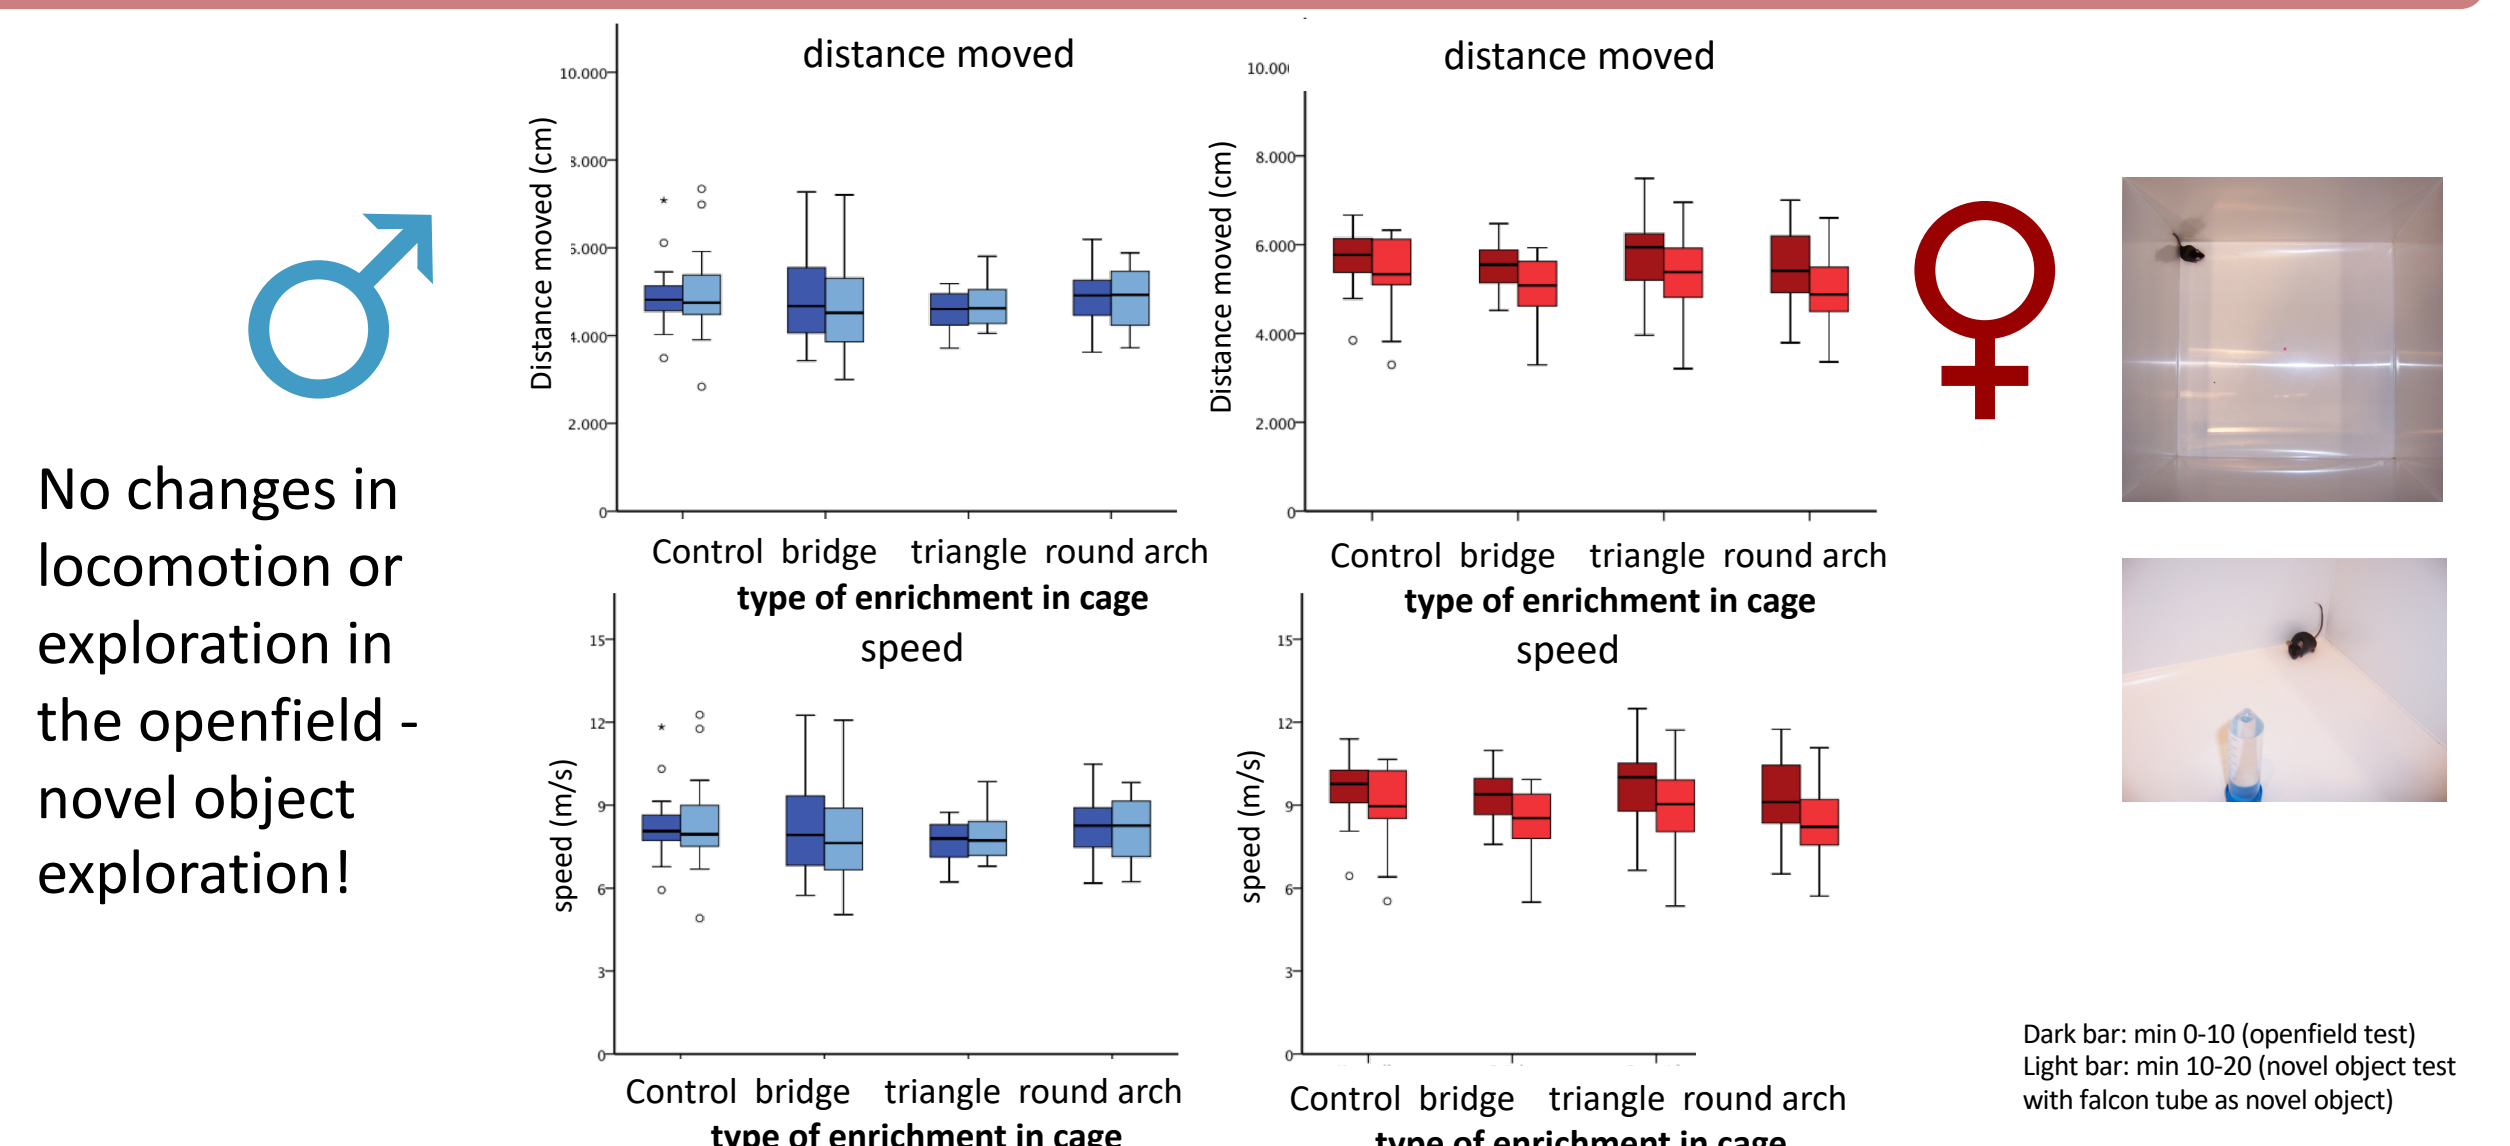 No changes in
locomotion or
exploration in
the openfield -
novel object
exploration!
distance moved
Distance moved (cm)
10.000
8.000
6.000
4.000
2.000
0
Control bridge triangle round arch
type of enrichment in cage
distance moved
Distance moved (cm)
10.00
8.000
6.000
4.000
2.000
0
Control bridge triangle round arch
type of enrichment in cage
speed
speed (m/s)
15
12
9
6
3
0
Control bridge triangle round arch
type of enrichment in cage
speed
speed (m/s)
15
12
9
6
3
0
Control bridge triangle round arch
type of enrichment in cage
Dark bar: min 0-10 (openfield test)
Light bar: min 10-20 (novel object test
with falcon tube as novel object)